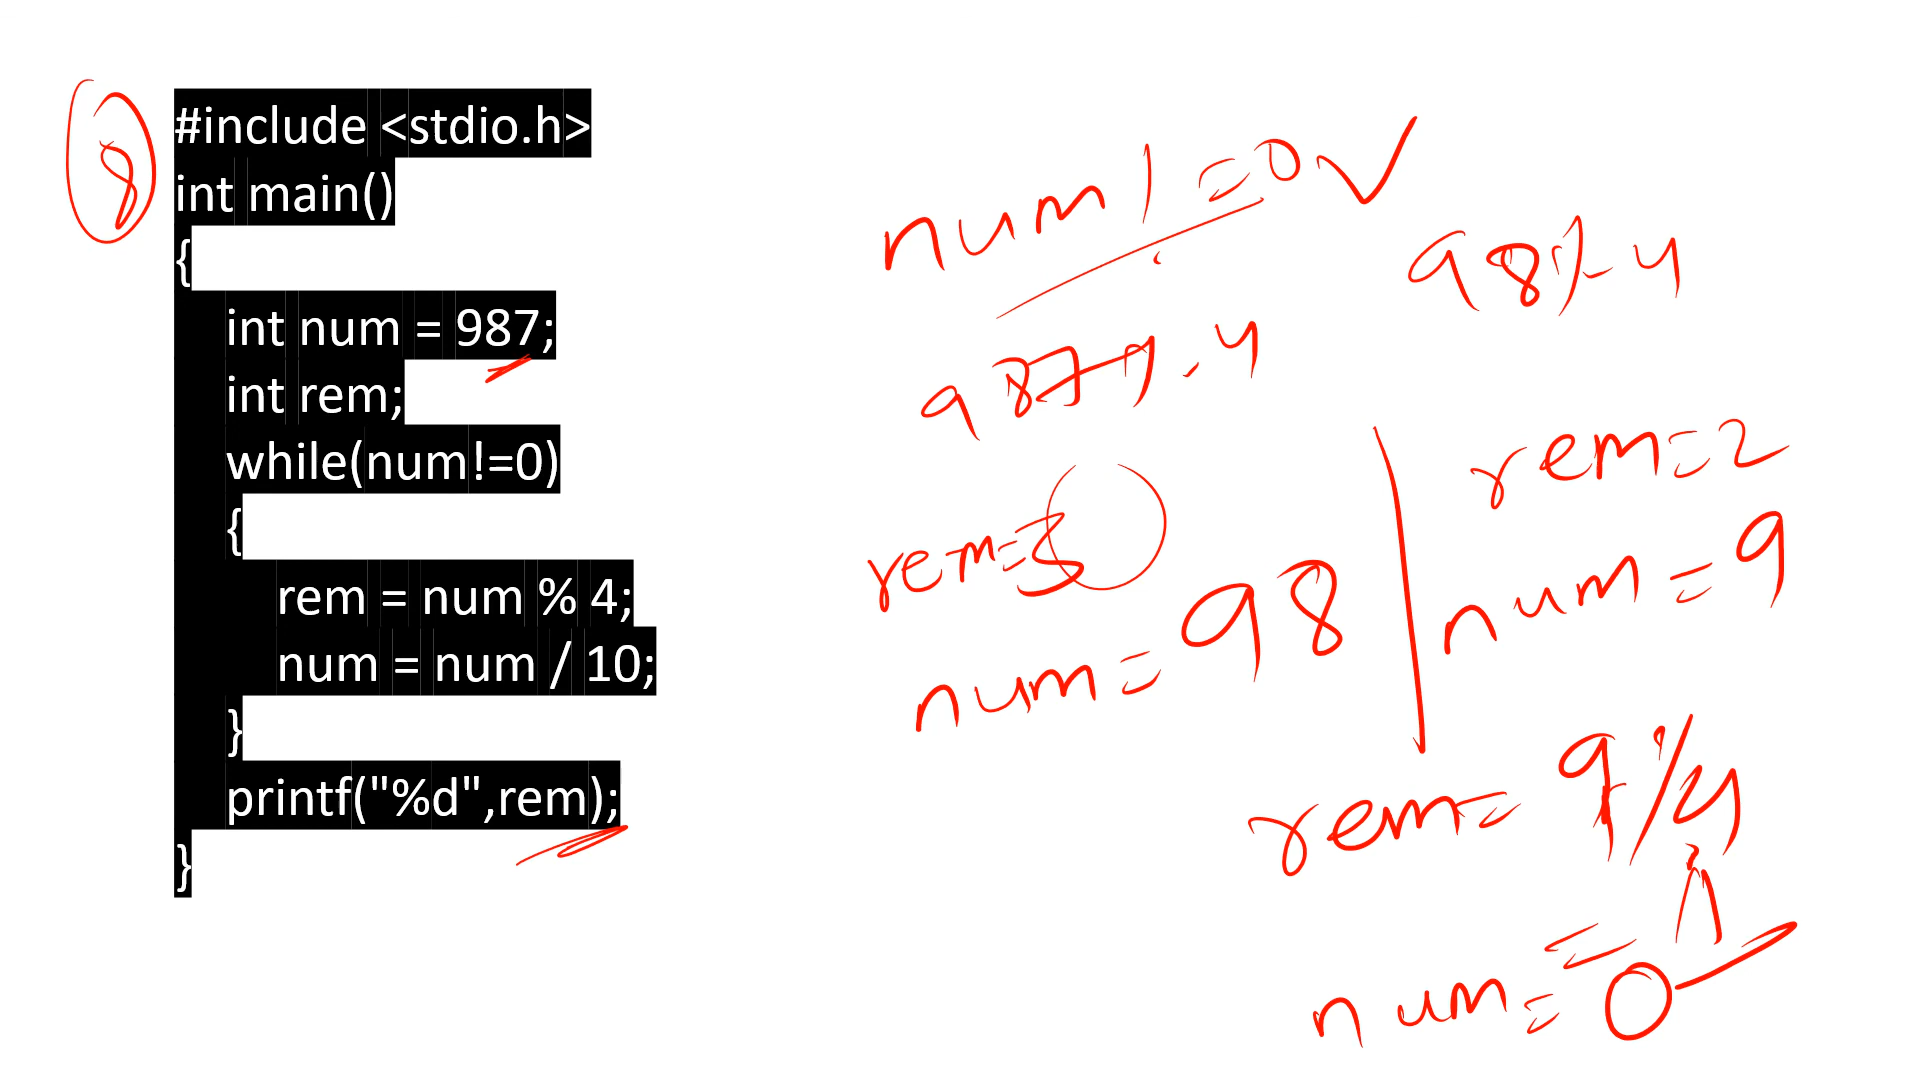 8
#include <stdio.h>
int main()
{
int num = 987;
int rem;
while(num!=0)
{
rem = num % 4;
num = num / 10;
}
printf("%d",rem);
}
num != 0 ✓
987 % 4
rem=3
num = 98
98 % 4
rem=2
num = 9
rem = 9 % 4
= 1
num = 0